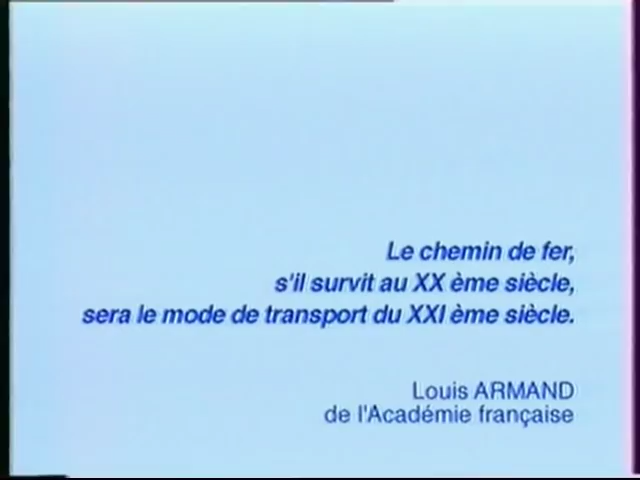 Le chemin de fer,
s'il survit au XX ème siècle,
sera le mode de transport du XXI ème siècle.
Louis ARMAND
de l'Académie française